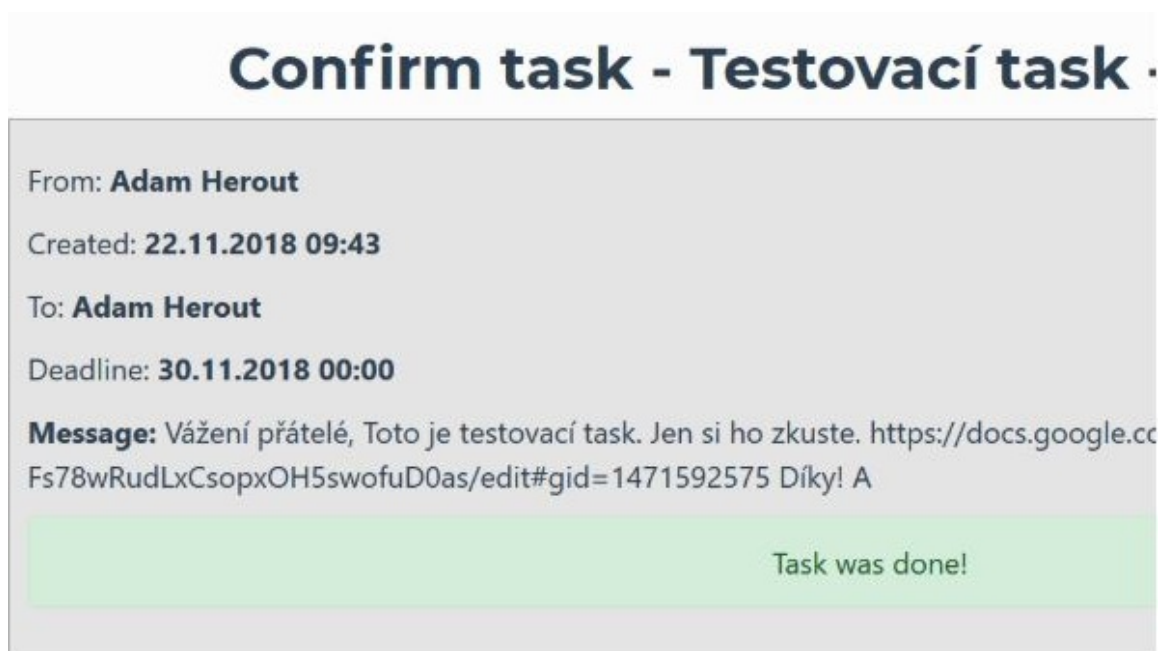 Confirm task - Testovací task -
From: Adam Herout
Created: 22.11.2018 09:43
To: Adam Herout
Deadline: 30.11.2018 00:00
Message: Vážení přátelé, Toto je testovací task. Jen si ho zkuste. https://docs.google.cc
Fs78wRudLxCsopxOH5swofuD0as/edit#gid=1471592575 Díky! A
Task was done!